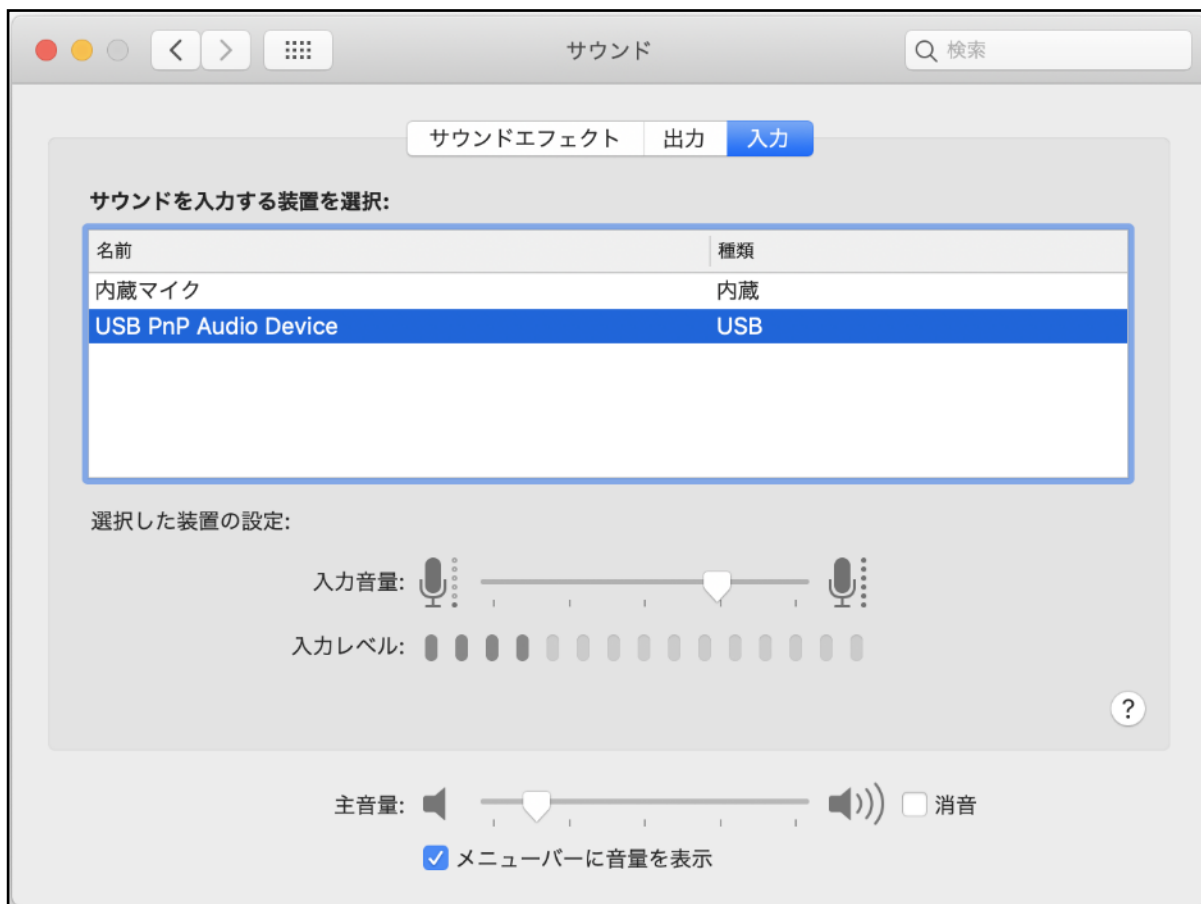 サウンド
検索
サウンドエフェクト 出力 入力
サウンドを入力する装置を選択:
名前 種類
内蔵マイク 内蔵
USB PnP Audio Device USB
選択した装置の設定:
入力音量:
入力レベル:
?
主音量: 消音
メニューバーに音量を表示